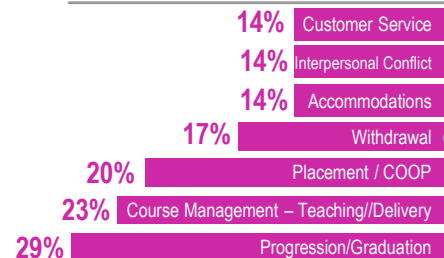 14% Customer Service
14% Interpersonal Conflict
14% Accommodations
17% Withdrawal
20% Placement / COOP
23% Course Management – Teaching//Delivery
29% Progression/Graduation